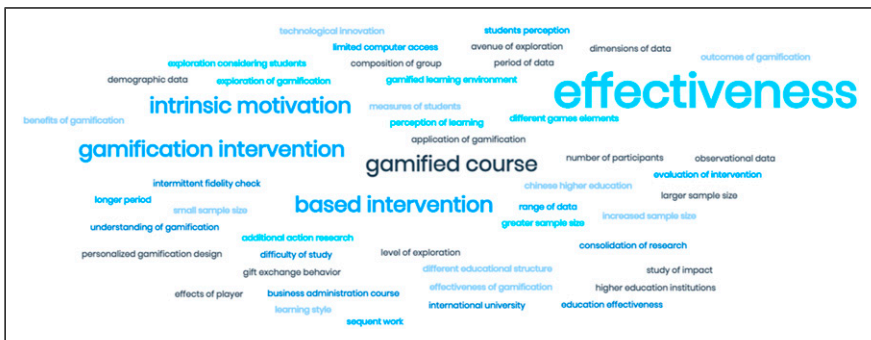 technological innovation
students perception
limited computer access
avenue of exploration
dimensions of data
outcomes of gamification
exploration considering students
composition of group
period of data
demographic data
exploration of gamification
gamified learning environment
effectiveness
intrinsic motivation
measures of students
benefits of gamification
perception of learning
different games elements
gamification intervention
application of gamification
gamified course
number of participants
observational data
evaluation of intervention
intermittent fidelity check
chinese higher education
larger sample size
longer period
based intervention
range of data
small sample size
increased sample size
greater sample size
understanding of gamification
additional action research
consolidation of research
personalized gamification design
difficulty of study
level of exploration
gift exchange behavior
different educational structure
study of impact
effects of player
business administration course
effectiveness of gamification
higher education institutions
international university
education effectiveness
learning style
sequent work